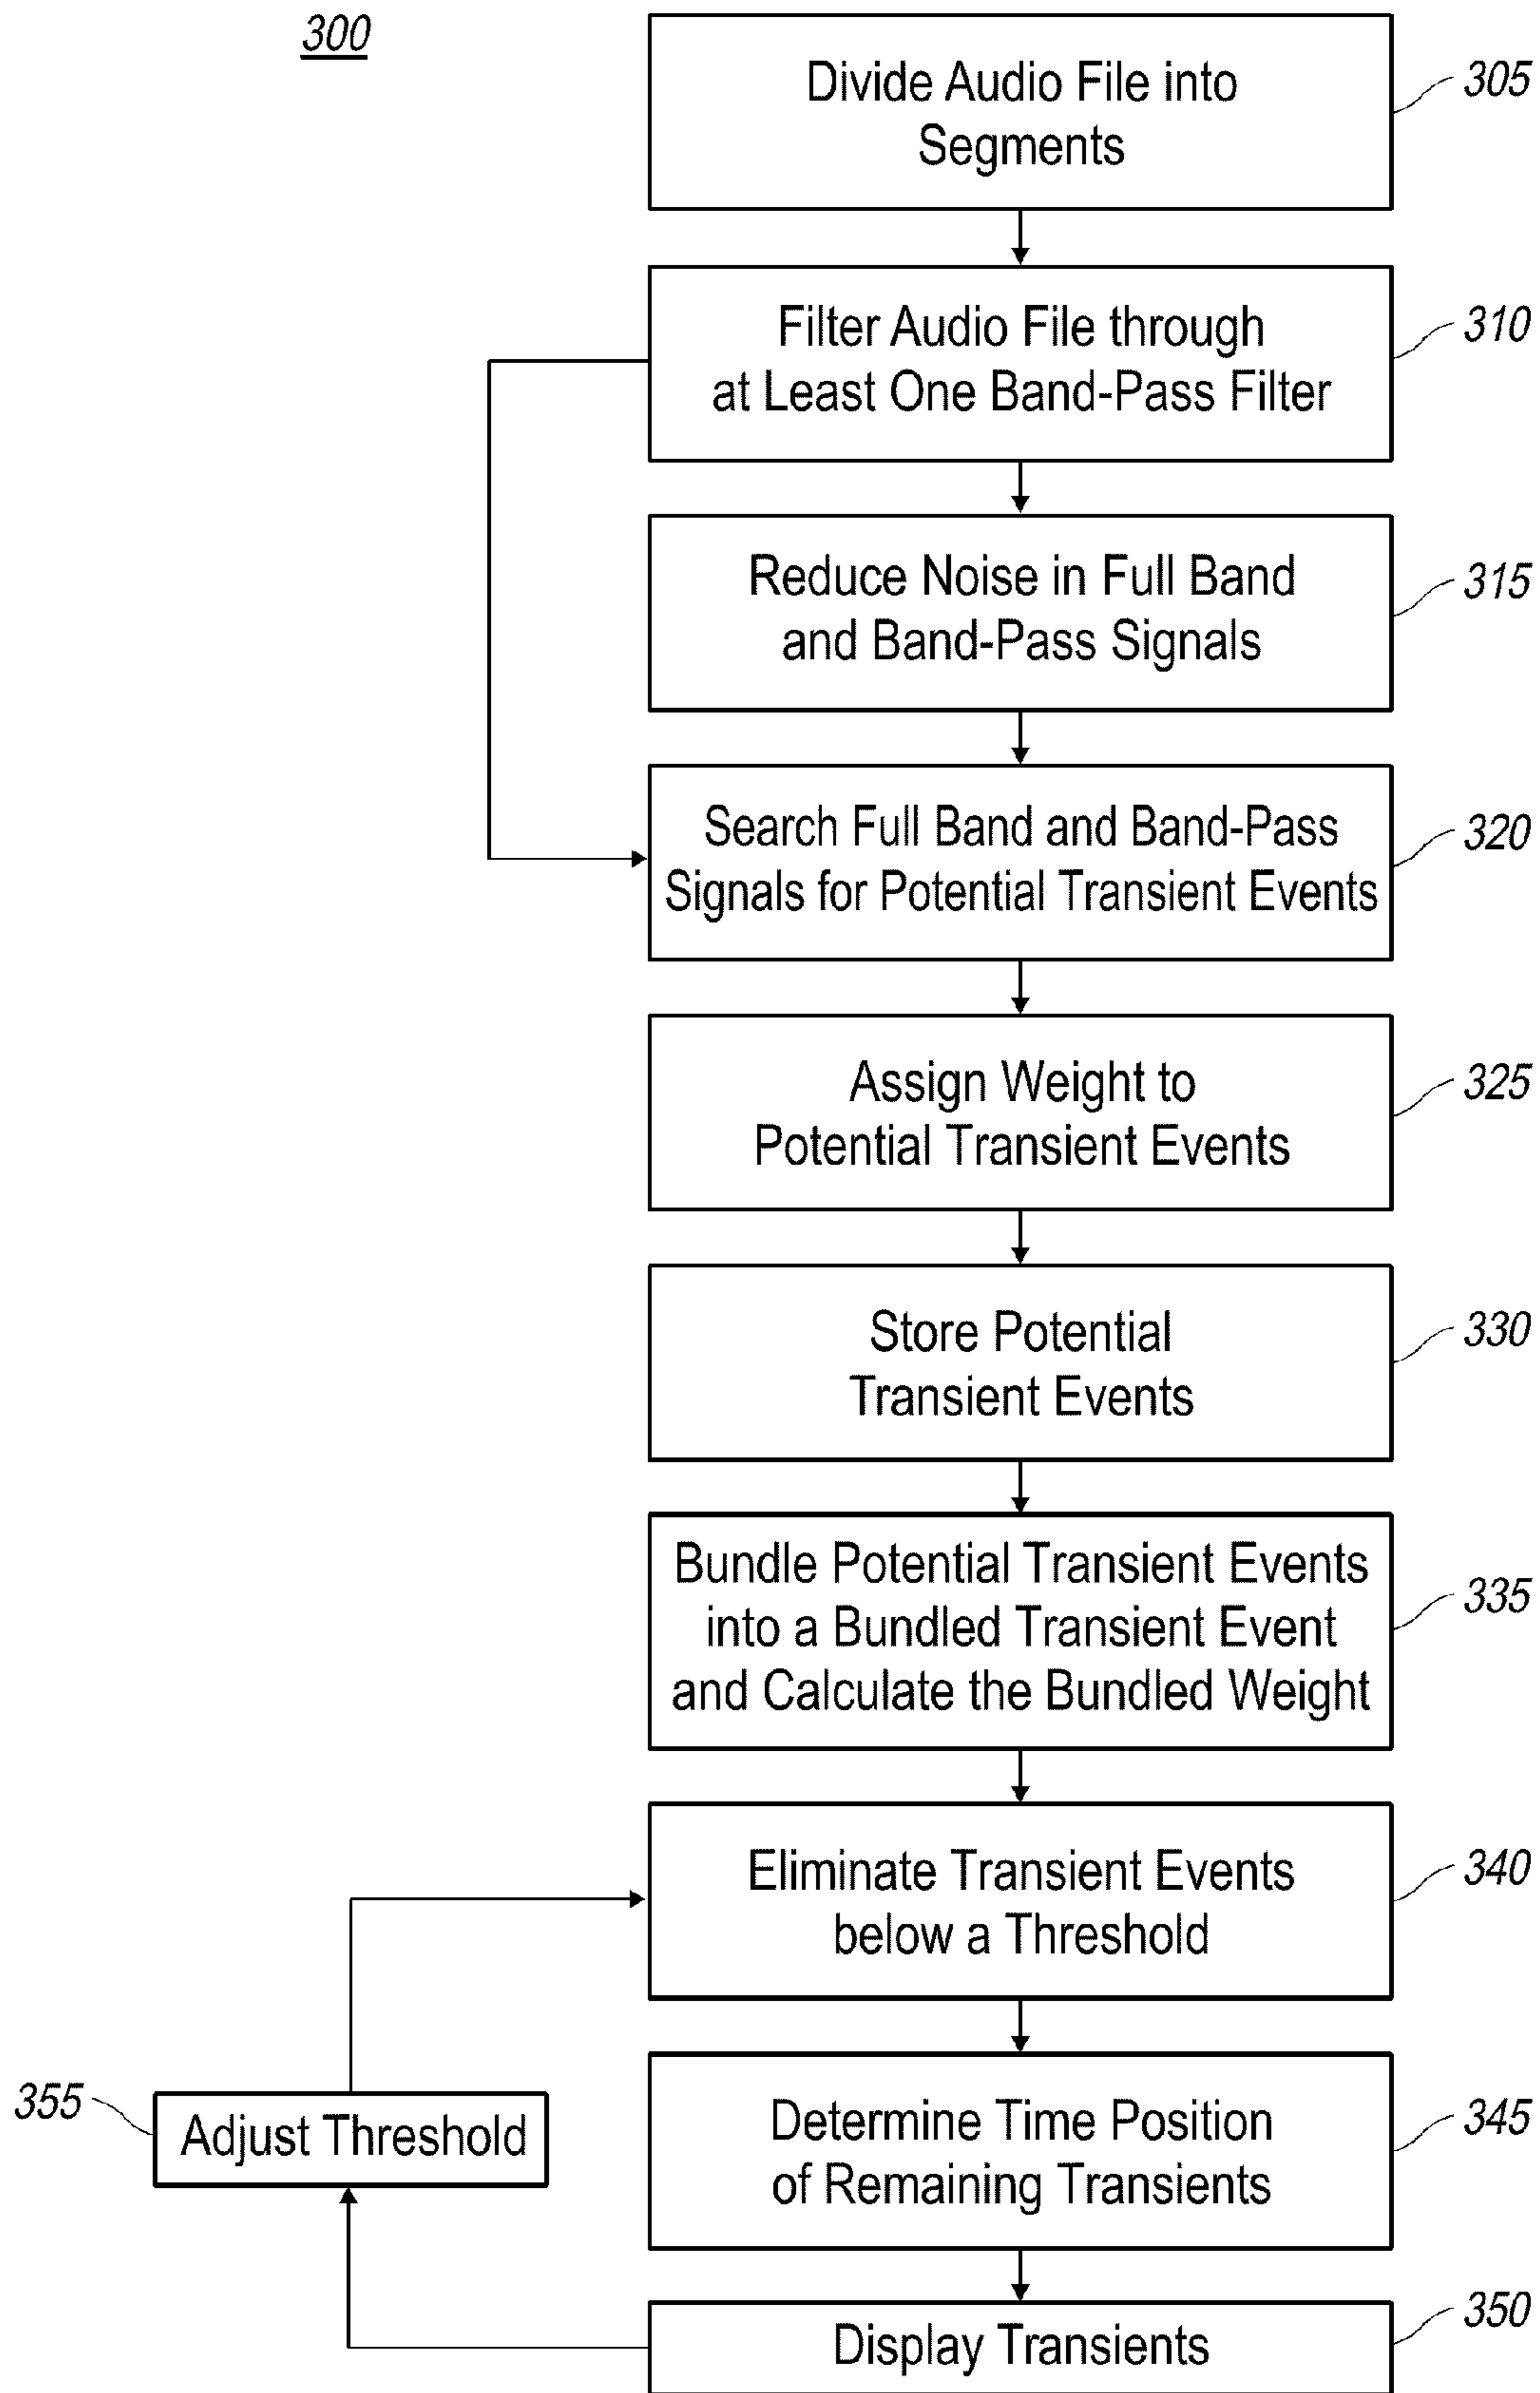 300
Divide Audio File into
Segments
305
Filter Audio File through
at Least One Band-Pass Filter
310
Reduce Noise in Full Band
and Band-Pass Signals
315
Search Full Band and Band-Pass
Signals for Potential Transient Events
320
Assign Weight to
Potential Transient Events
325
Store Potential
Transient Events
330
Bundle Potential Transient Events
into a Bundled Transient Event
and Calculate the Bundled Weight
335
Eliminate Transient Events
below a Threshold
340
Determine Time Position
of Remaining Transients
345
355
Adjust Threshold
Display Transients
350